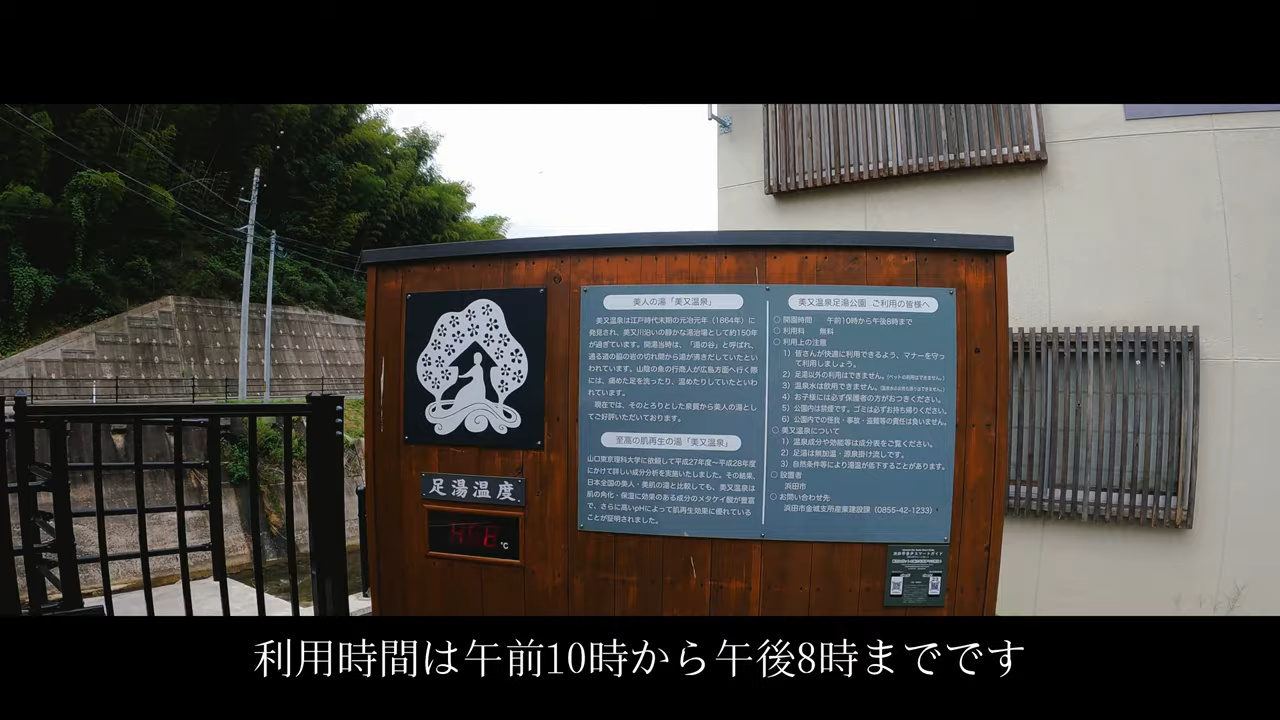 美人の湯「美又温泉」
美又温泉は江戸時代末期の元治元年(1864年)に
発見され、美又川沿いの静かな湯治場として約150年
が過ぎています。開湯当時は、「湯の谷」と呼ばれ、
通る道の脇の岩の切れ間から湯が沸きだしていたとい
われています。山陰の魚の行商人が広島方面へ行く際
には、痛めた足を洗ったり、温めたりしていたといわ
れています。
現在では、そのとろりとした泉質から美人の湯とし
てご好評いただいております。
至高の肌再生の湯「美又温泉」
山口東京理科大学に依頼して平成27年度〜平成28年度
にかけて詳しい成分分析を実施いたしました。その結果、
日本全国の美人・美肌の湯と比較しても、美又温泉は
肌の角化・保湿に効果のある成分のメタケイ酸が豊富
で、さらに高いpHによって肌再生効果に優れている
ことが証明されました。
美又温泉足湯公園 ご利用の皆様へ
○ 開園時間 午前10時から午後8時まで
○ 利用料 無料
○ 利用上の注意
1)皆さんが快適に利用できるよう、マナーを守っ
て利用しましょう。
2)足湯以外の利用はできません。(ペットの利用はできません。)
3)温泉水は飲用できません。
4)お子様には必ず保護者の方がおつきください。
5)公園内は禁煙です。ゴミは必ずお持ち帰りください。
6)公園内での怪我・事故・盗難等の責任は負いません。
○ 美又温泉について
1)温泉成分や効能等は成分表をご覧ください。
2)足湯は無加温・源泉掛け流しです。
3)自然条件等により湯温が低下することがあります。
○ 設置者
浜田市
○ お問い合わせ先
浜田市金城支所産業建設課(0855-42-1233)
足湯温度
℃
利用時間は午前10時から午後8時までです